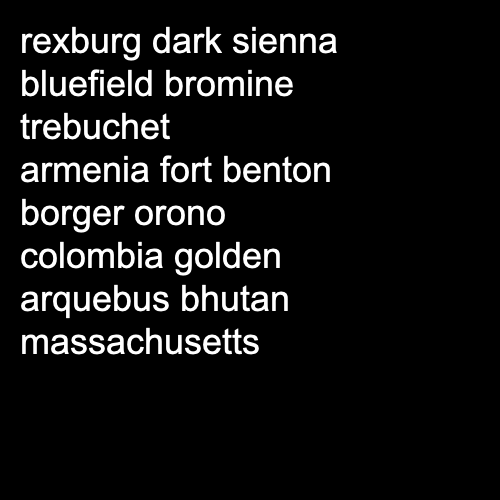 rexburg dark sienna
bluefield bromine
trebuchet
armenia fort benton
borger orono
colombia golden
arquebus bhutan
massachusetts